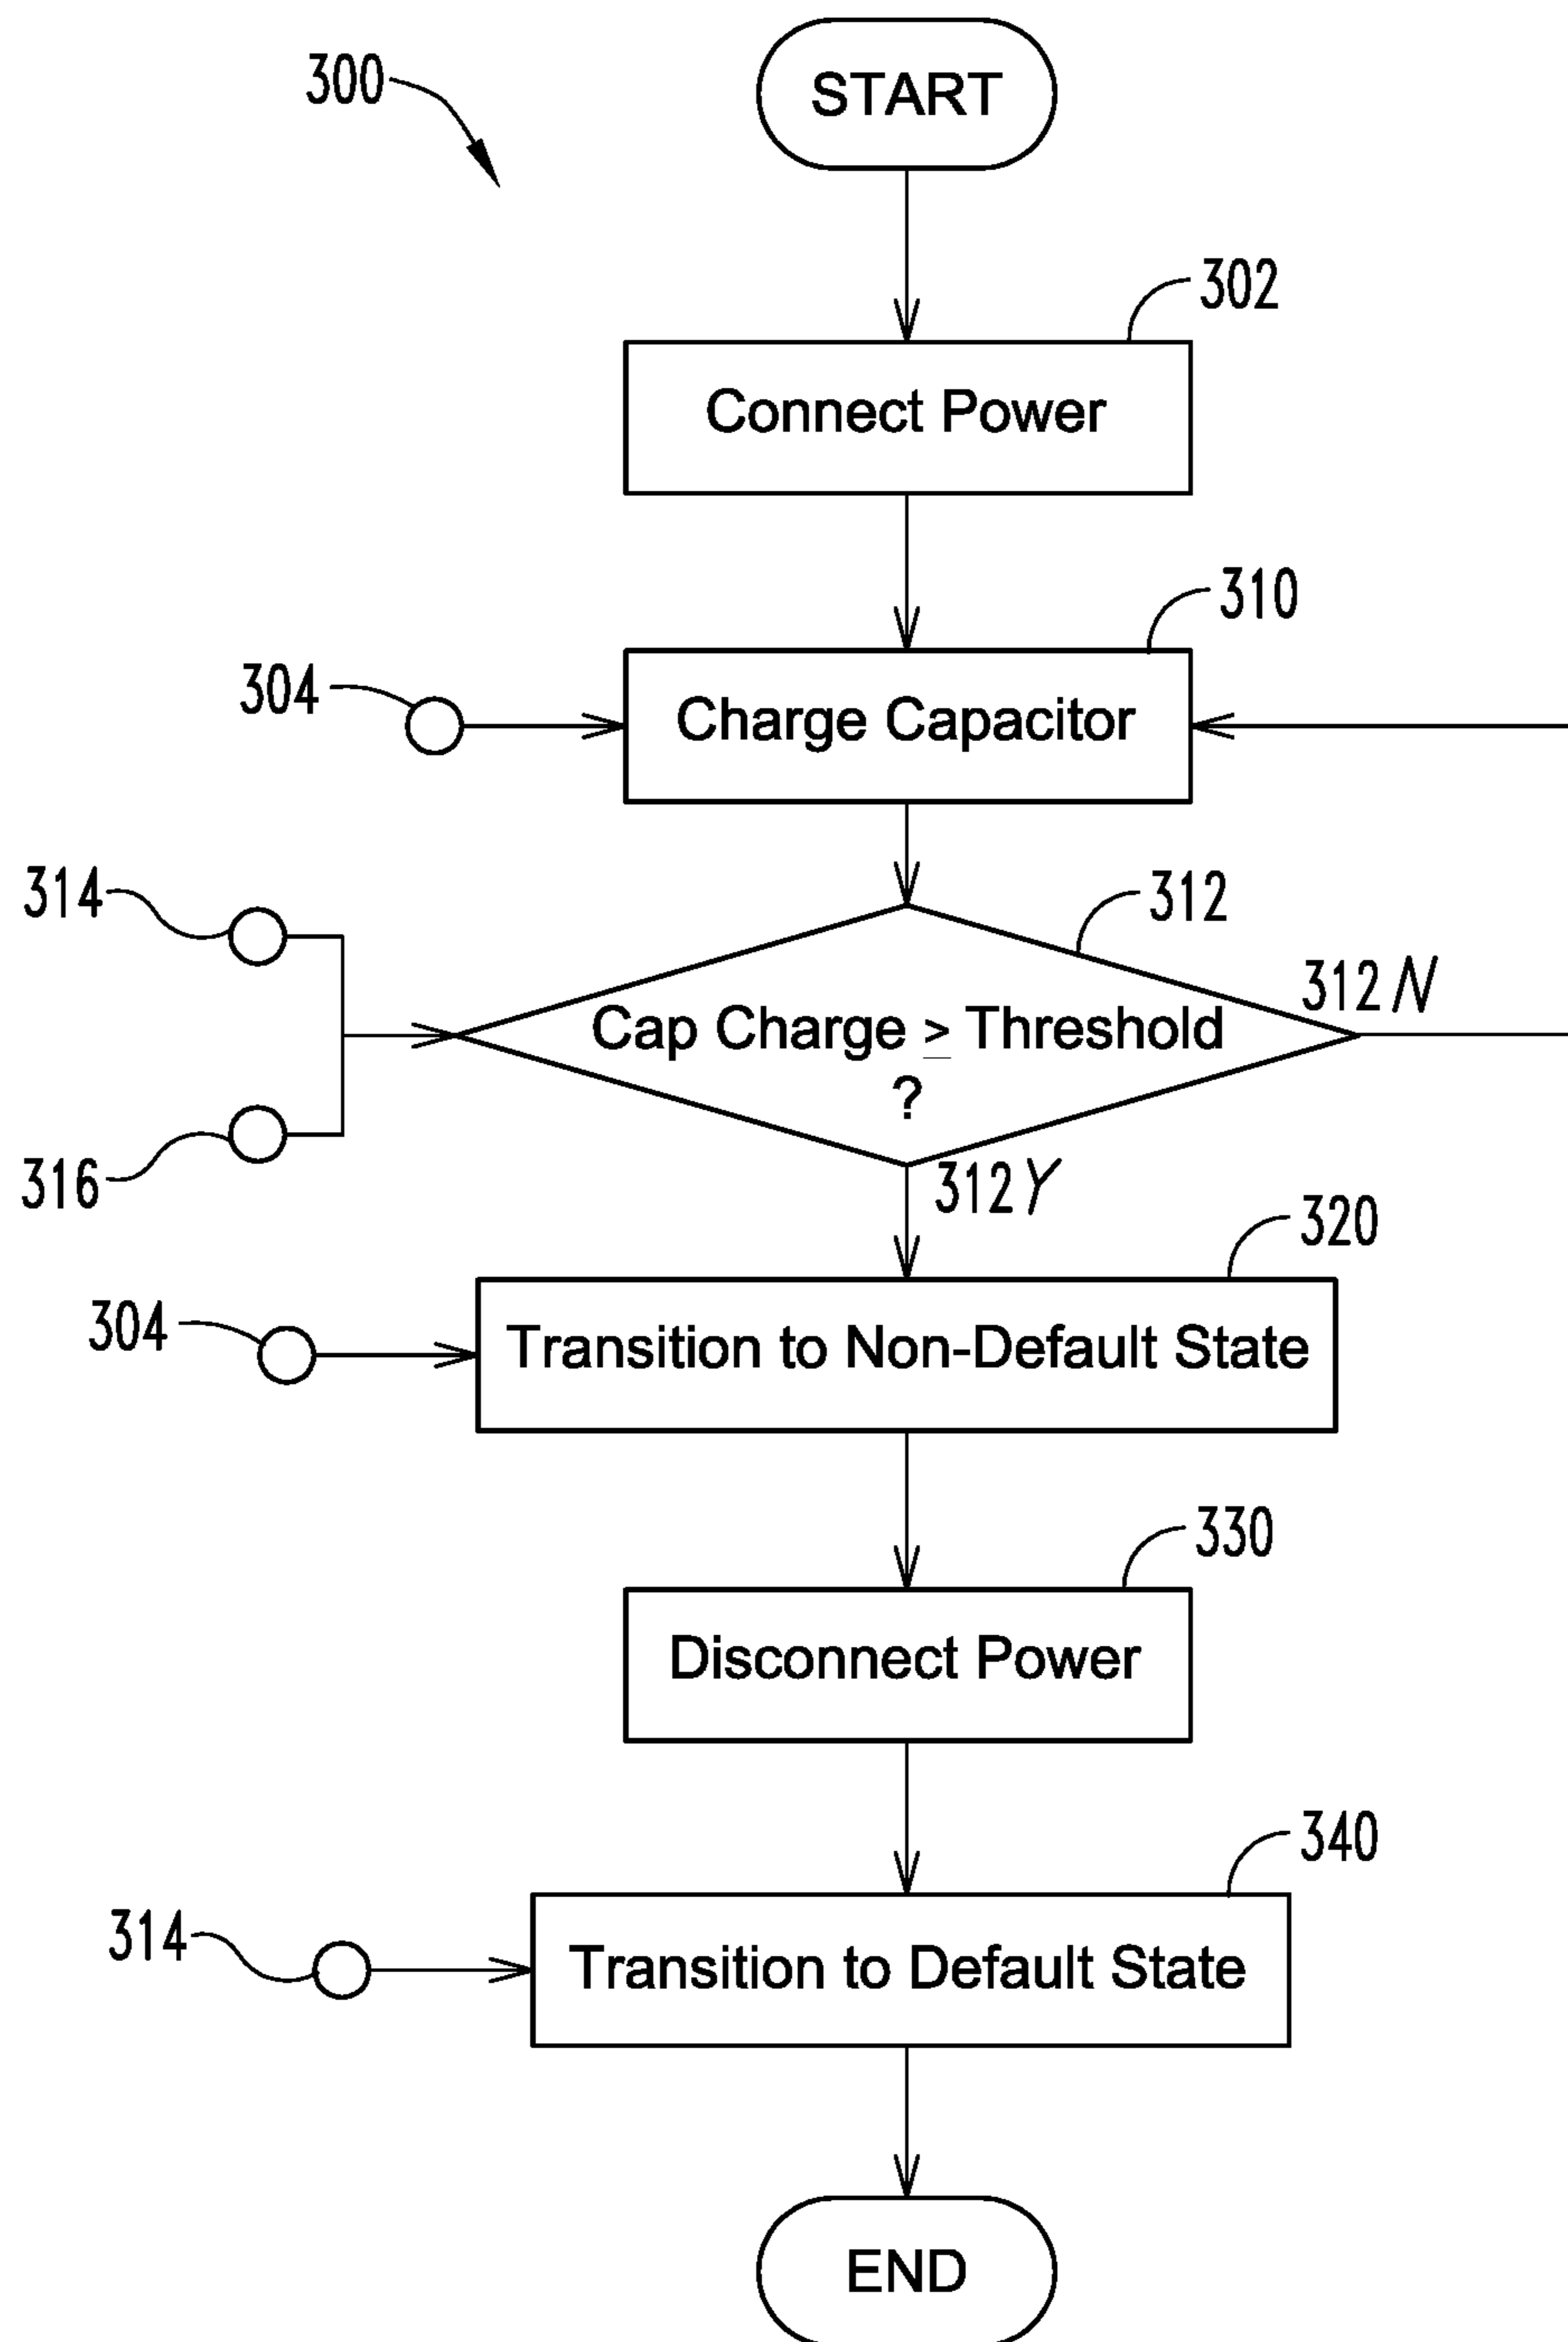 300
START
302
Connect Power
310
304
Charge Capacitor
314
312
312N
Cap Charge ≥ Threshold
?
316
312Y
320
304
Transition to Non-Default State
330
Disconnect Power
340
314
Transition to Default State
END